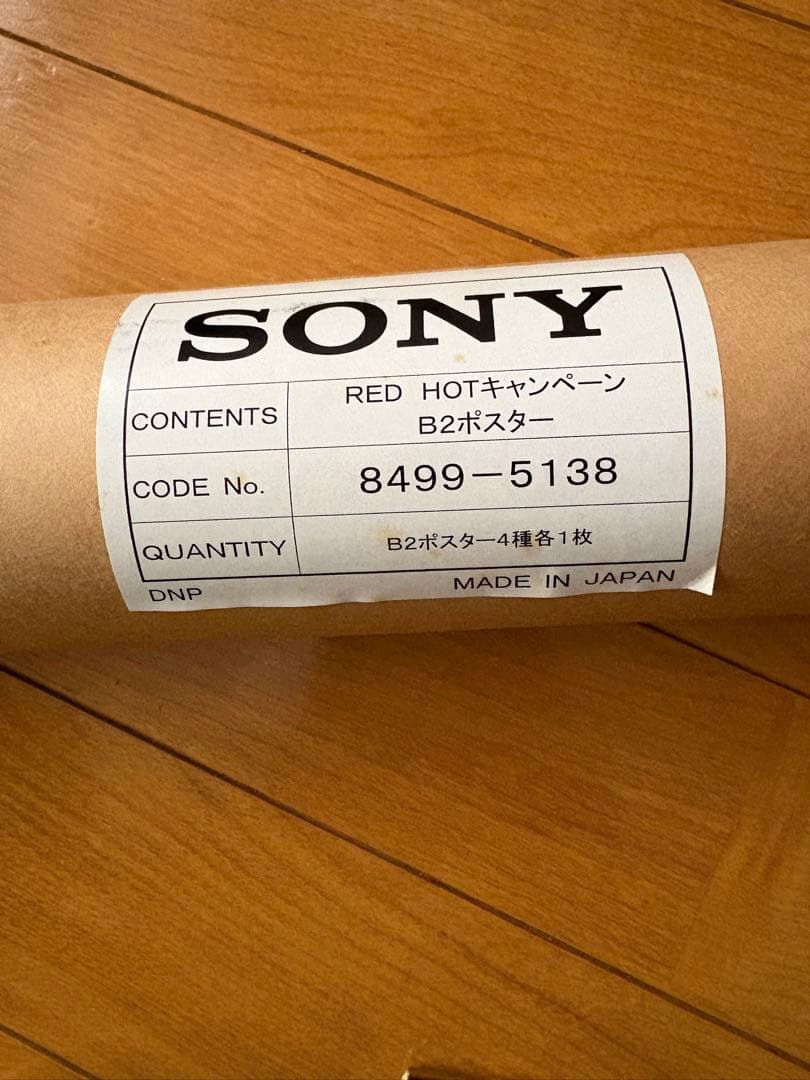 SONY
CONTENTS
RED HOTキャンペーン
B2ポスター
CODE No.
8499-5138
QUANTITY
B2ポスター4種各1枚
DNP
MADE IN JAPAN